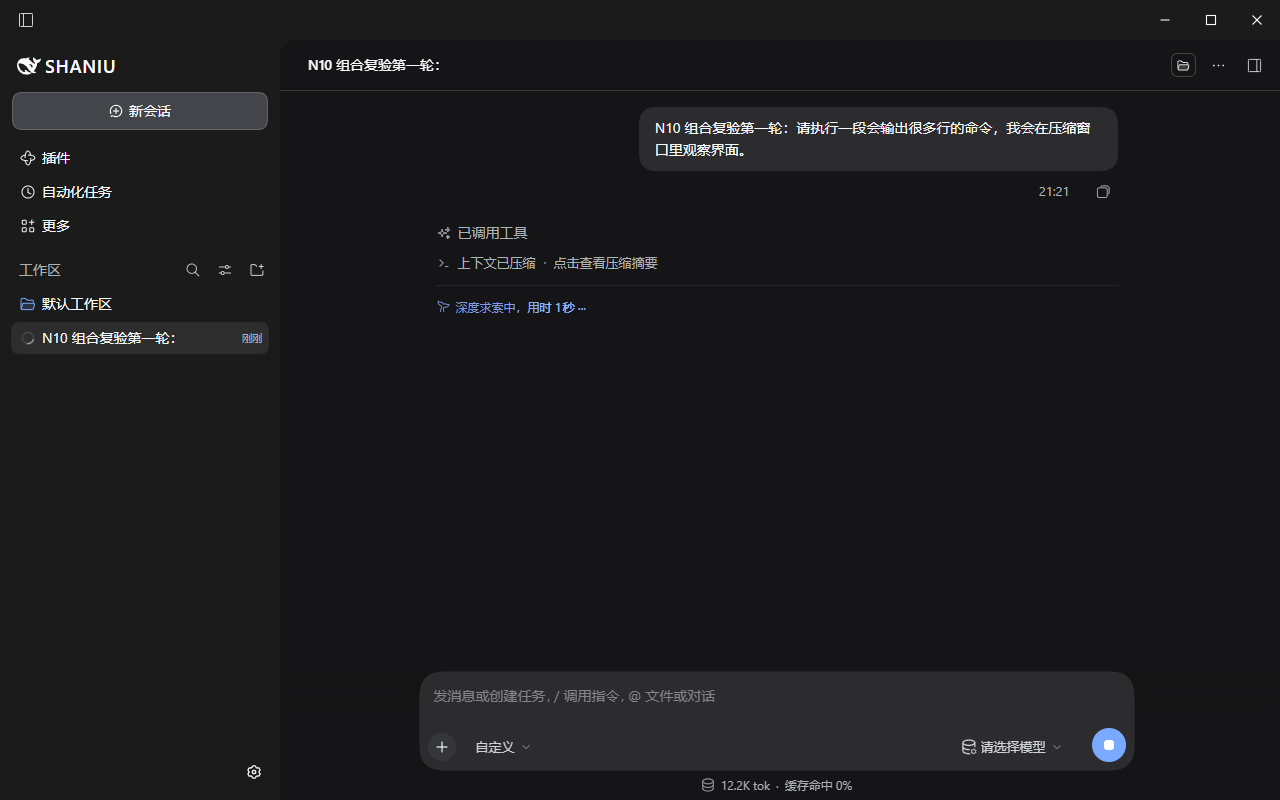 SHANIU
新会话
插件
自动化任务
更多
工作区
默认工作区
N10 组合复验第一轮：
刚刚
N10 组合复验第一轮：
N10 组合复验第一轮：请执行一段会输出很多行的命令，我会在压缩窗
口里观察界面。
21:21
已调用工具
上下文已压缩 · 点击查看压缩摘要
深度求索中，用时 1秒 ···
发消息或创建任务, / 调用指令, @ 文件或对话
自定义
请选择模型
12.2K tok · 缓存命中 0%